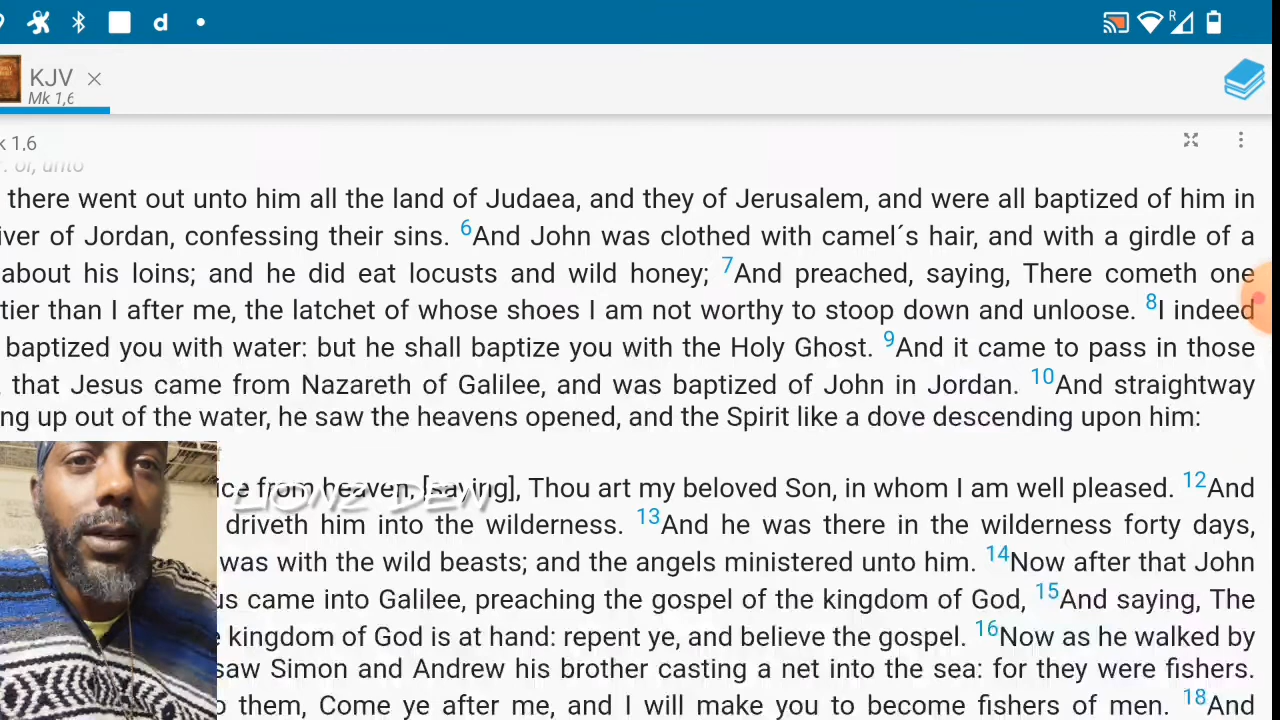 d
R
KJV
Mk 1,6
k 1.6
. or, unto
there went out unto him all the land of Judaea, and they of Jerusalem, and were all baptized of him in
iver of Jordan, confessing their sins. 6And John was clothed with camel´s hair, and with a girdle of a
about his loins; and he did eat locusts and wild honey; 7And preached, saying, There cometh one
tier than I after me, the latchet of whose shoes I am not worthy to stoop down and unloose. 8I indeed
baptized you with water: but he shall baptize you with the Holy Ghost. 9And it came to pass in those
, that Jesus came from Nazareth of Galilee, and was baptized of John in Jordan. 10And straightway
ng up out of the water, he saw the heavens opened, and the Spirit like a dove descending upon him:
ice from heaven, [saying], Thou art my beloved Son, in whom I am well pleased. 12And
LIONZ DEN
driveth him into the wilderness. 13And he was there in the wilderness forty days,
was with the wild beasts; and the angels ministered unto him. 14Now after that John
us came into Galilee, preaching the gospel of the kingdom of God, 15And saying, The
e kingdom of God is at hand: repent ye, and believe the gospel. 16Now as he walked by
saw Simon and Andrew his brother casting a net into the sea: for they were fishers.
o them, Come ye after me, and I will make you to become fishers of men. 18And